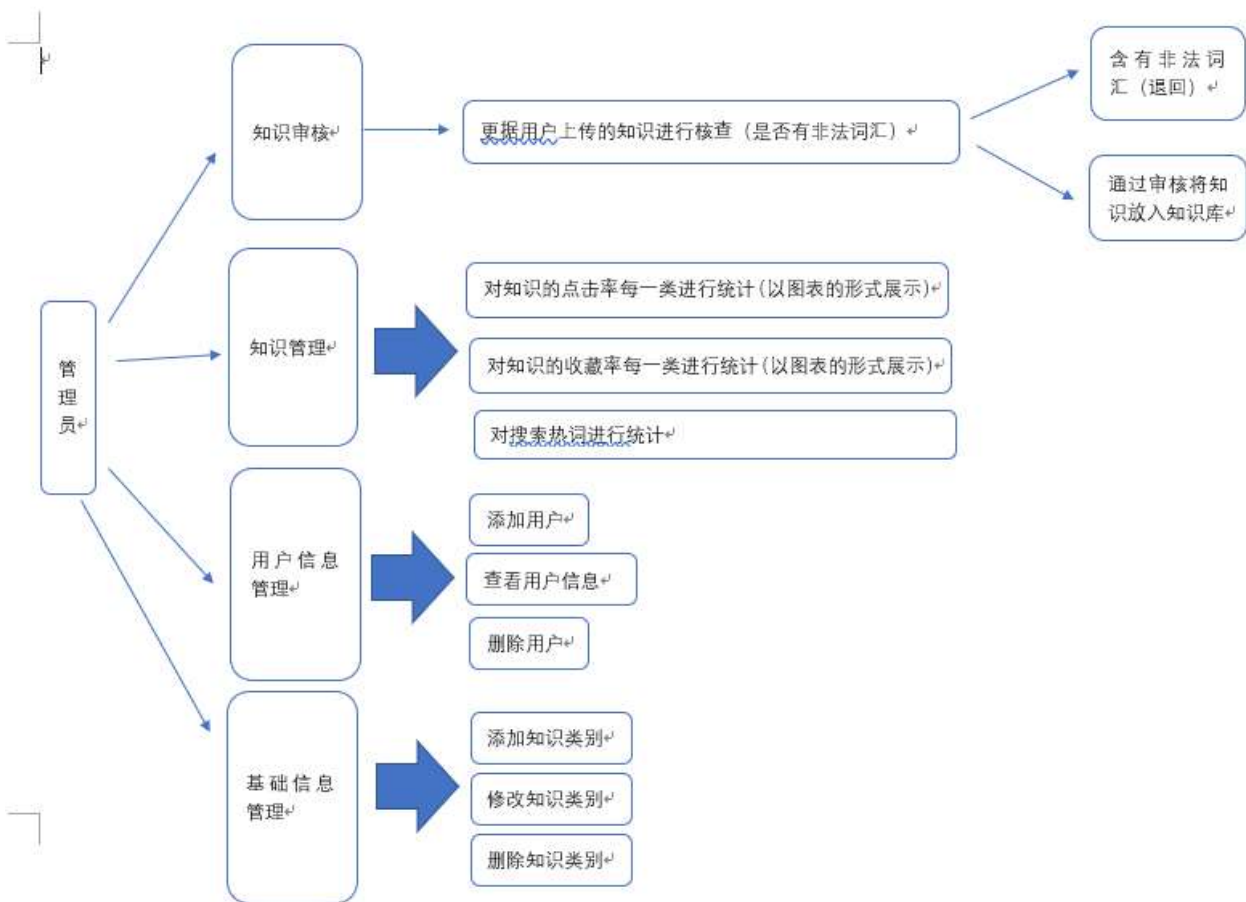 管
理
员
知识审核
更据用户上传的知识进行核查（是否有非法词汇）
含有非法词
汇（退回）
通过审核将知
识放入知识库
知识管理
对知识的点击率每一类进行统计(以图表的形式展示)
对知识的收藏率每一类进行统计(以图表的形式展示)
对搜索热词进行统计
用户信息
管理
添加用户
查看用户信息
删除用户
基础信息
管理
添加知识类别
修改知识类别
删除知识类别